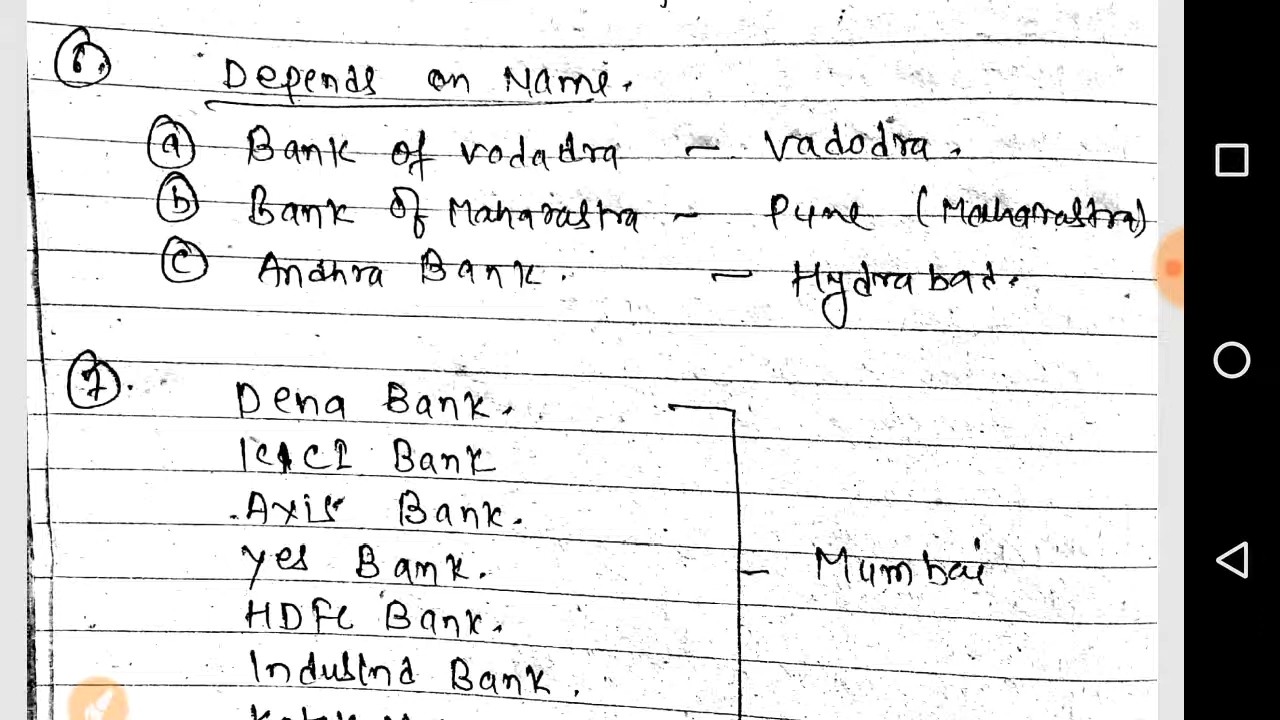 6. Depends on Name.
a Bank of vodadra - vadodra.
b Bank of Maharastra - Pune (Maharastra)
c Andhra Bank. - Hydrabad.
7. Dena Bank.
ICICI Bank
Axis Bank.
yes Bank. - Mumbai
HDFC Bank.
IndusInd Bank.